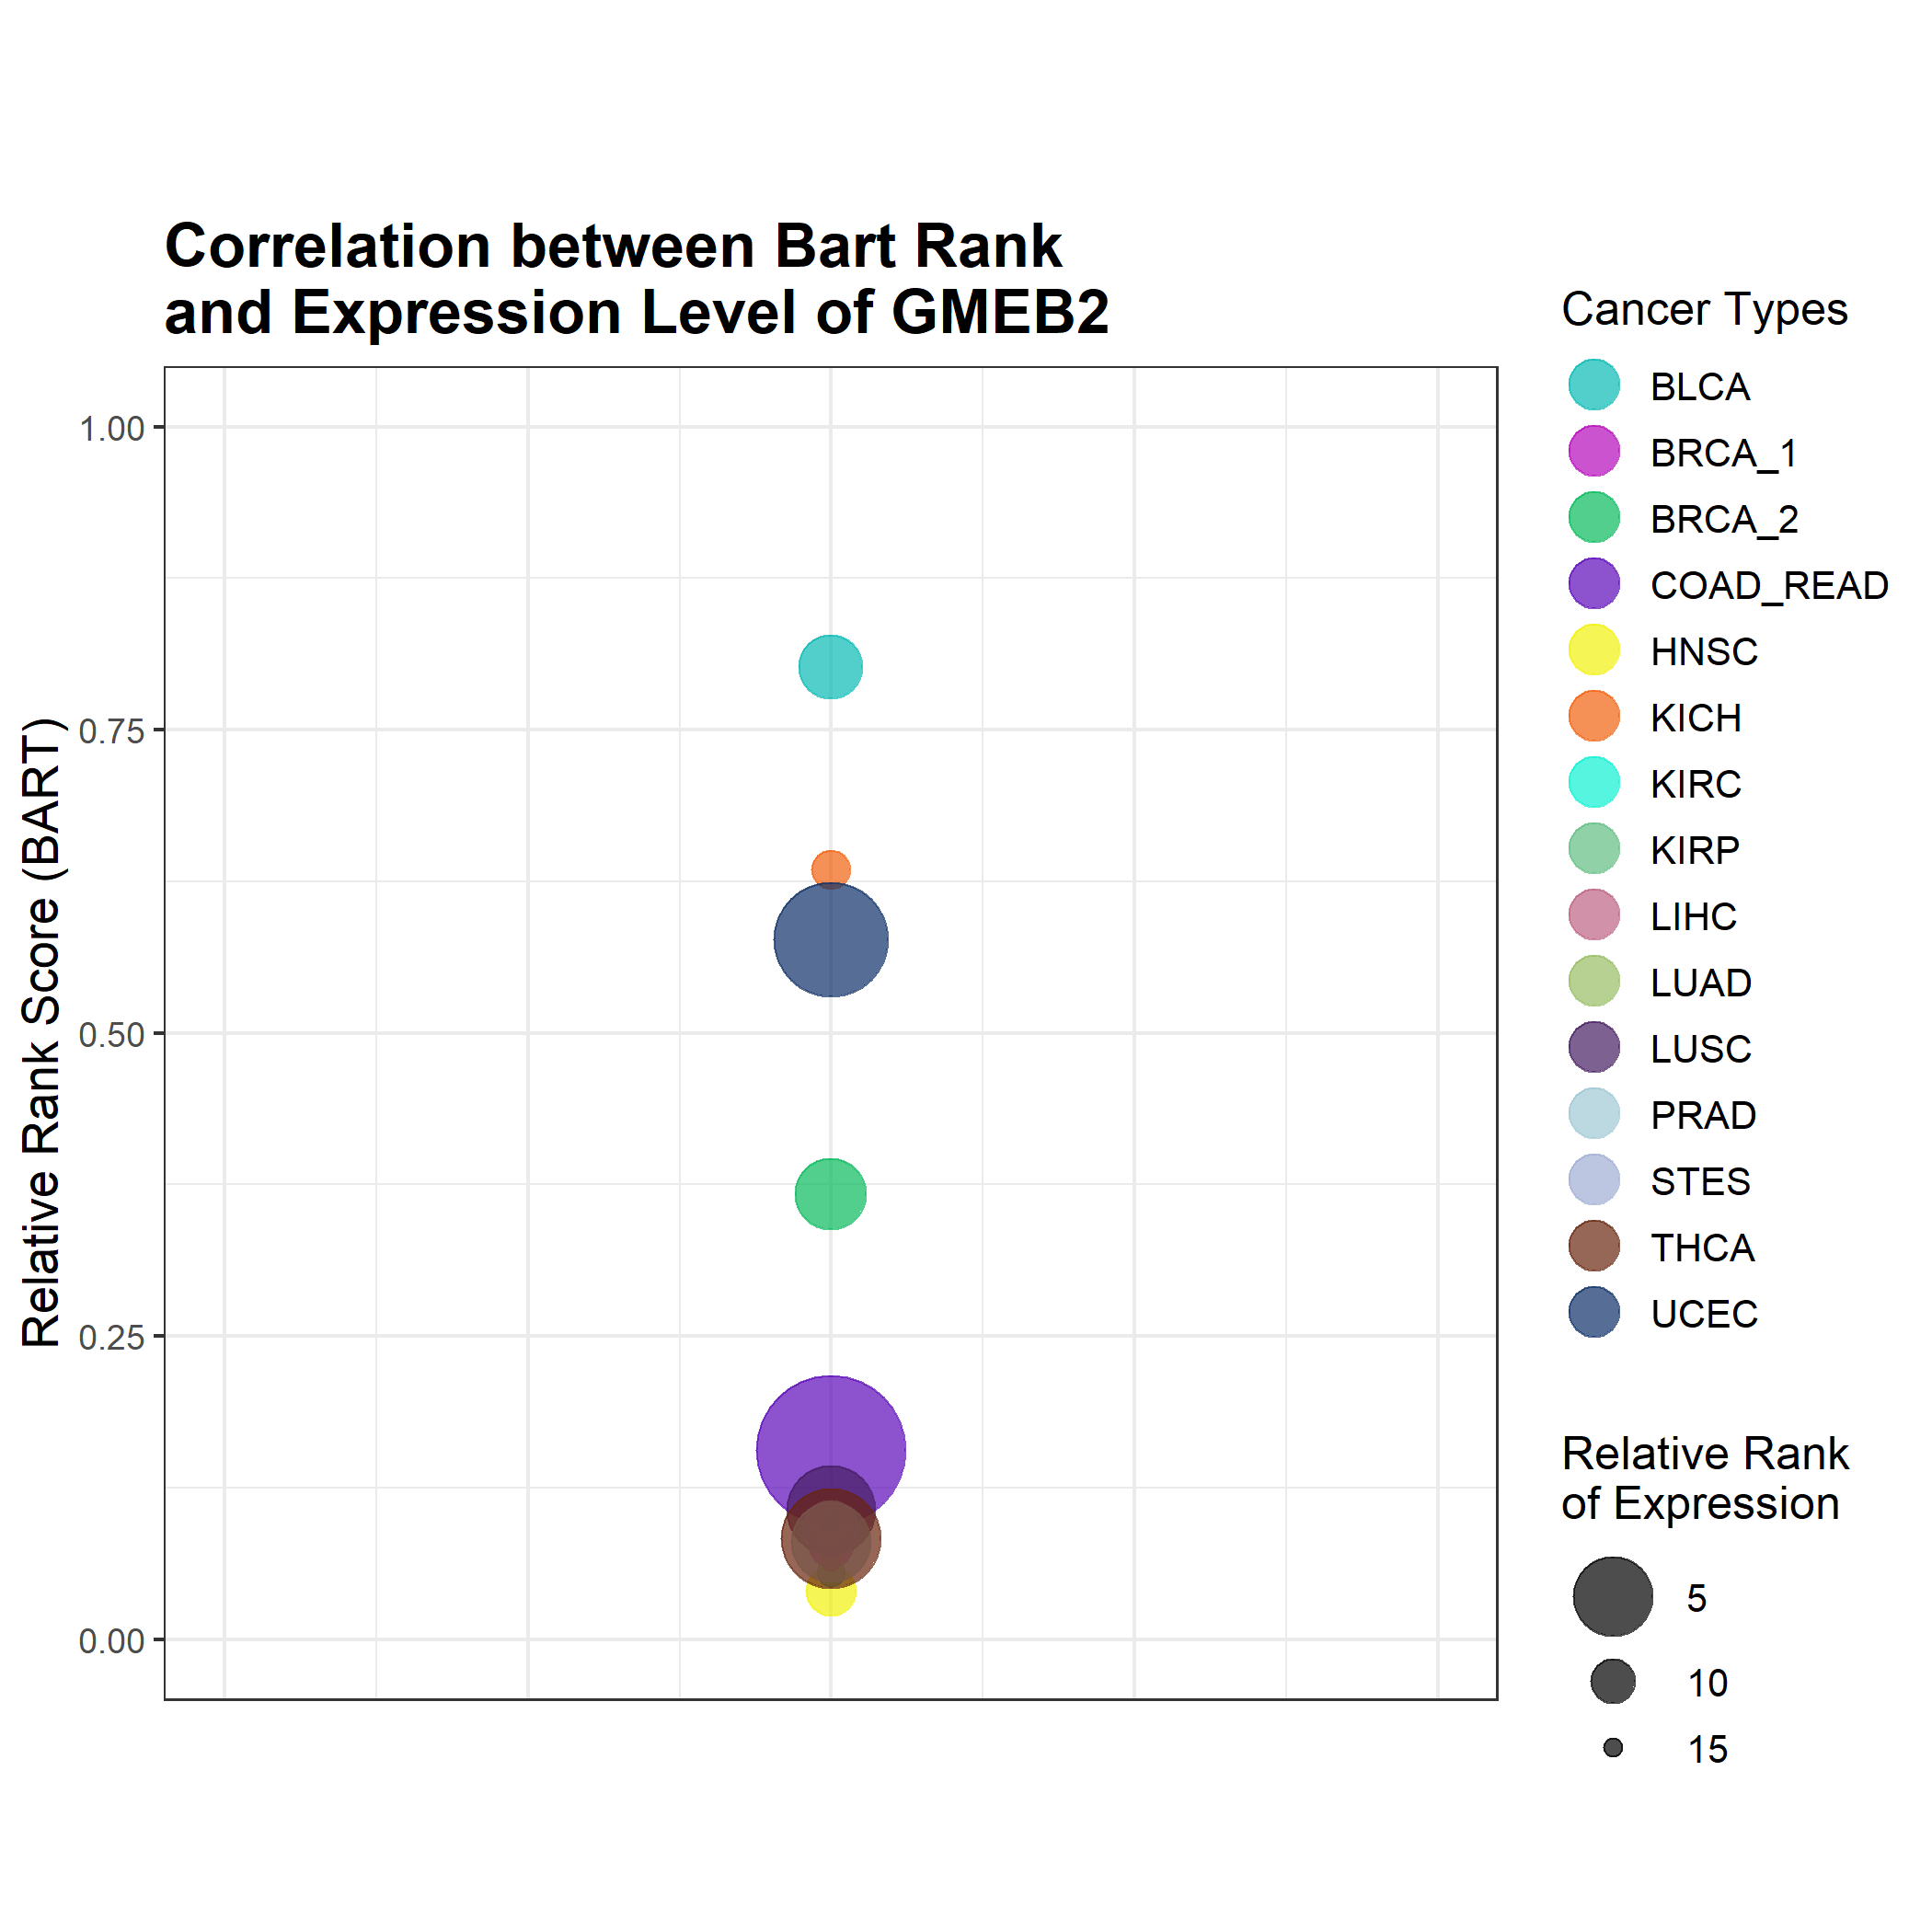 Correlation between Bart Rank
and Expression Level of GMEB2
Relative Rank Score (BART)
1.00
0.75
0.50
0.25
0.00
Cancer Types
BLCA
BRCA_1
BRCA_2
COAD_READ
HNSC
KICH
KIRC
KIRP
LIHC
LUAD
LUSC
PRAD
STES
THCA
UCEC
Relative Rank
of Expression
5
10
15